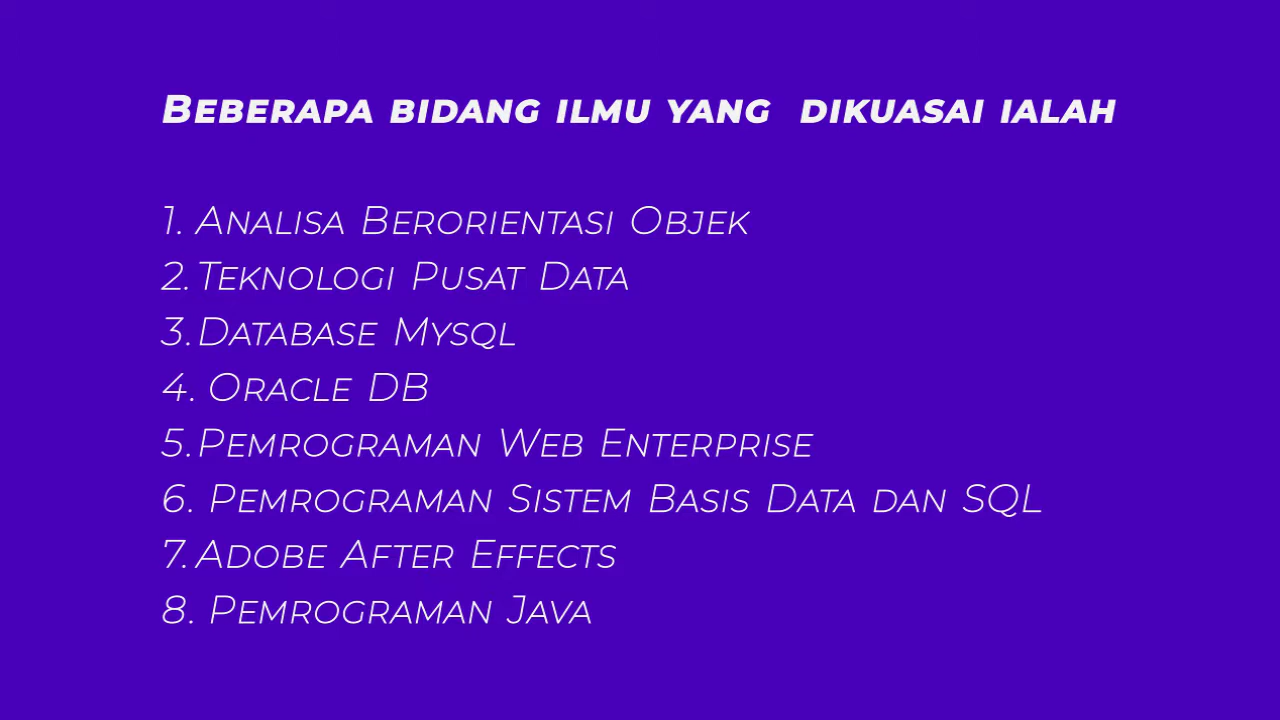 Beberapa bidang ilmu yang dikuasai ialah
1. Analisa Berorientasi Objek
2. Teknologi Pusat Data
3. Database Mysql
4. Oracle DB
5. Pemrograman Web Enterprise
6. Pemrograman Sistem Basis Data dan SQL
7. Adobe After Effects
8. Pemrograman Java